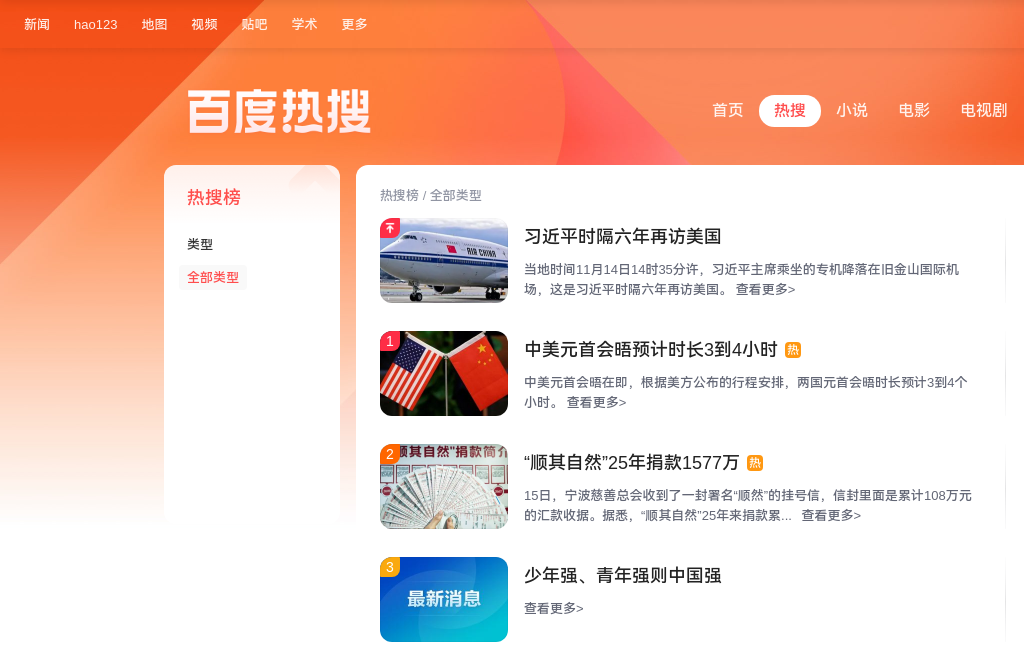 新闻 hao123 地图 视频 贴吧 学术 更多
百度热搜
首页 热搜 小说 电影 电视剧
热搜榜
类型
全部类型
热搜榜 / 全部类型
AIR CHINA
习近平时隔六年再访美国
当地时间11月14日14时35分许，习近平主席乘坐的专机降落在旧金山国际机
场，这是习近平时隔六年再访美国。 查看更多>
1
中美元首会晤预计时长3到4小时 热
中美元首会晤在即，根据美方公布的行程安排，两国元首会晤时长预计3到4个
小时。 查看更多>
2
顺其自然"捐款简介
“顺其自然”25年捐款1577万 热
15日，宁波慈善总会收到了一封署名“顺然”的挂号信，信封里面是累计108万元
的汇款收据。据悉，“顺其自然”25年来捐款累... 查看更多>
3
最新消息
少年强、青年强则中国强
查看更多>